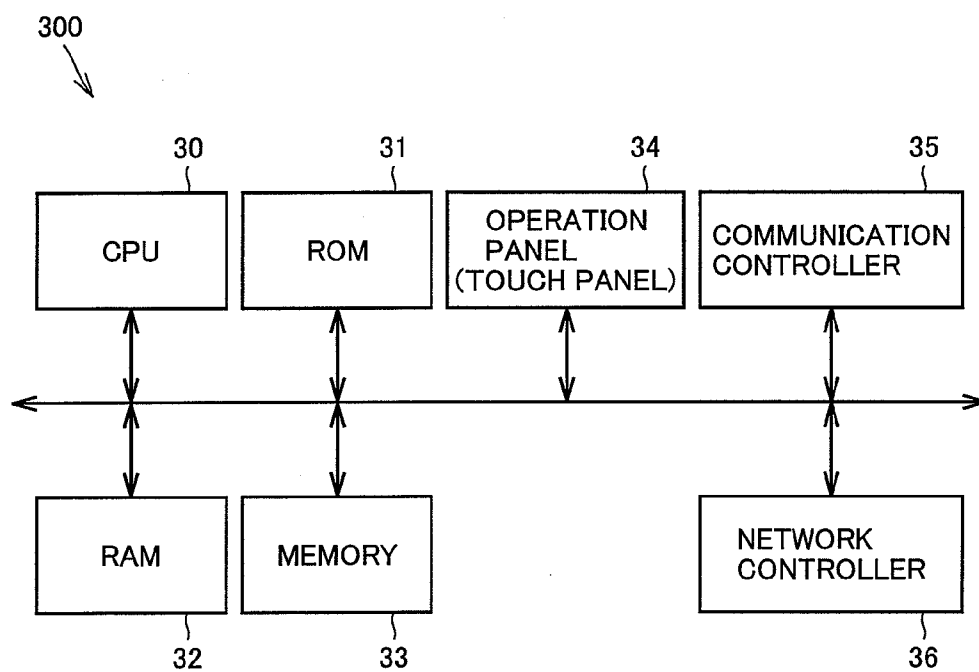 300
30
31
34
35
CPU
ROM
OPERATION
PANEL
(TOUCH PANEL)
COMMUNICATION
CONTROLLER
RAM
MEMORY
NETWORK
CONTROLLER
32
33
36